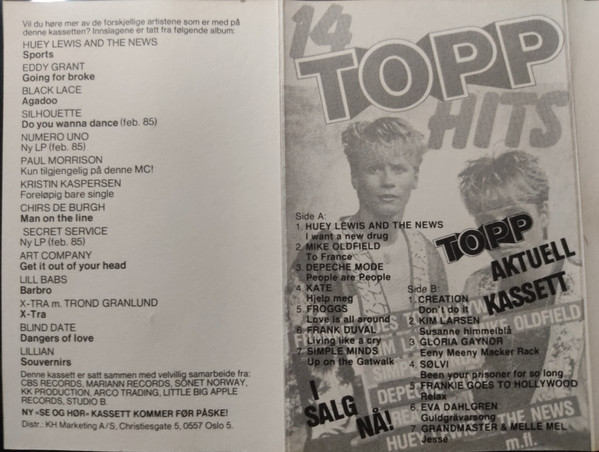 Vil du høre mer av de forskjellige artistene som er med på
denne kassetten? Innslagene er tatt fra følgende album:
HUEY LEWIS AND THE NEWS
Sports
EDDY GRANT
Going for broke
BLACK LACE
Agadoo
SILHOUETTE
Do you wanna dance (feb. 85)
NUMERO UNO
Ny LP (feb. 85)
PAUL MORRISON
Kun tilgjengelig på denne MC!
KRISTIN KASPERSEN
Foreløpig bare single
CHIRS DE BURGH
Man on the line
SECRET SERVICE
Ny LP (feb. 85)
ART COMPANY
Get it out of your head
LILL BABS
Barbro
X-TRA m. TROND GRANLUND
X-Tra
BLIND DATE
Dangers of love
LILLIAN
Souvernirs
Denne kassett er satt sammen med velvillig samarbeide fra:
CBS RECORDS, MARIANN RECORDS, SONET NORWAY,
KK PRODUCTION, ARCO TRADING, LITTLE BIG APPLE
RECORDS, STUDIO B.
NY «SE OG HØR» KASSETT KOMMER FØR PÅSKE!
Distr.: KH Marketing A/S, Christiesgate 5, 0557 Oslo 5.
14
TOPP
HITS
Side A:
1. HUEY LEWIS AND THE NEWS
I want a new drug
2. MIKE OLDFIELD
To France
3. DEPECHE MODE
People are People
4. KATE
Hjelp meg
5. FROGGS
Love is all around
6. FRANK DUVAL
Living like a cry
7. SIMPLE MINDS
Up on the Gatwalk
TOPP
AKTUELL
KASSETT
Side B:
1. CREATION
Don't do it
2. KIM LARSEN
Susanne himmelblå
3. GLORIA GAYNOR
Eeny Meeny Macker Rack
4. SØLVI
Been your prisoner for so long
5. FRANKIE GOES TO HOLLYWOOD
Relax
6. EVA DAHLGREN
Guldgrävarsong
7. GRANDMASTER & MELLE MEL
Jesse
I
SALG
NÅ!
OLDFIELD
HUEY LEWIS AND THE NEWS
m.fl.